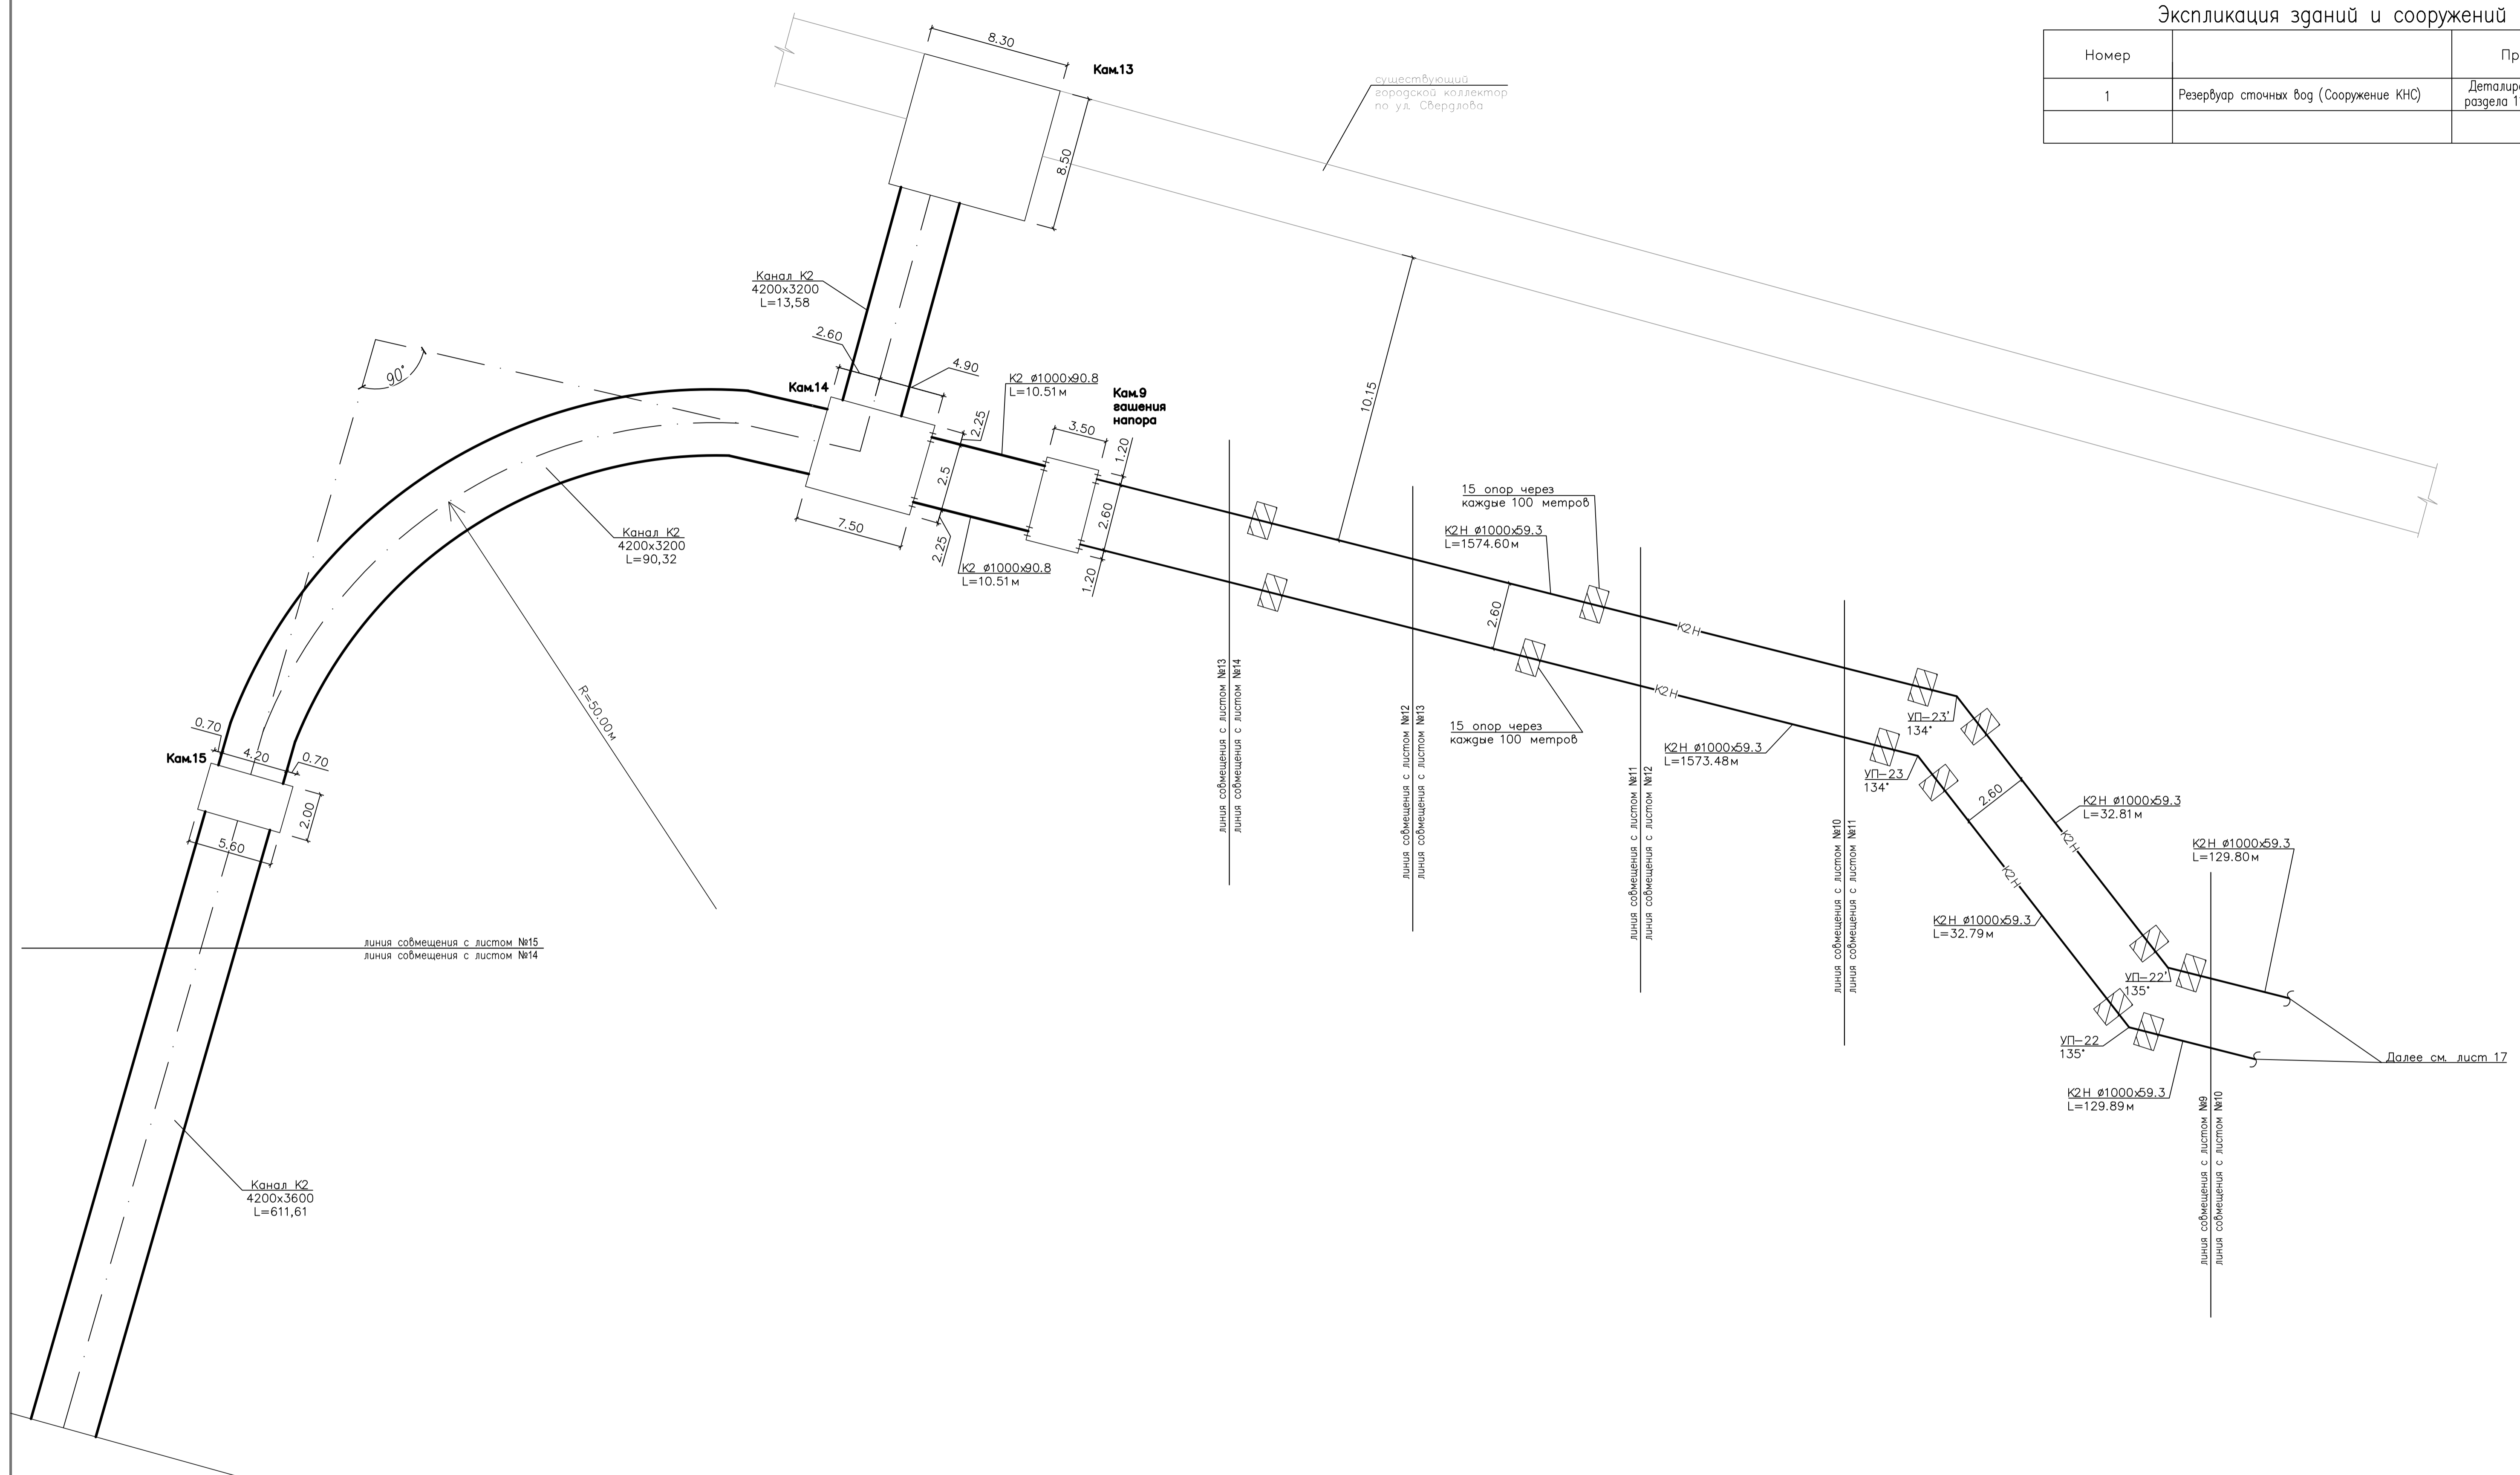 Экспликация зданий и сооружений
Номер
1
Резервуар сточных вод (Сооружение КНС)
раздела 1
8.30
Кам.13
8.50
существующий
городской коллектор
по ул. Свердлова
Канал К2
4200х3200
L=13,58
2.60
4.90
10.15
90°
Кам.14
К2 ø1000х90.8
L=10.51м
Кам.9
гашения
напора
2.25
2.5
2.25
3.50
1.20
2.60
1.20
7.50
К2 ø1000х90.8
L=10.51м
Канал К2
4200х3200
L=90,32
R=50.00м
15 опор через
каждые 100 метров
К2Н ø1000х59.3
L=1574.60м
2.60
К2Н
К2Н
15 опор через
каждые 100 метров
К2Н ø1000х59.3
L=1573.48м
УП-23'
134°
УП-23
134°
2.60
К2Н ø1000х59.3
L=32.81м
К2Н
К2Н
К2Н ø1000х59.3
L=129.80м
К2Н ø1000х59.3
L=32.79м
УП-22'
135°
УП-22
135°
Далее см. лист 17
К2Н ø1000х59.3
L=129.89м
0.70
4.20
0.70
Кам.15
2.00
5.60
линия совмещения с листом №15
линия совмещения с листом №14
Канал К2
4200х3600
L=611,61
линия совмещения с листом №13
линия совмещения с листом №14
линия совмещения с листом №12
линия совмещения с листом №13
линия совмещения с листом №11
линия совмещения с листом №12
линия совмещения с листом №10
линия совмещения с листом №11
линия совмещения с листом №9
линия совмещения с листом №10